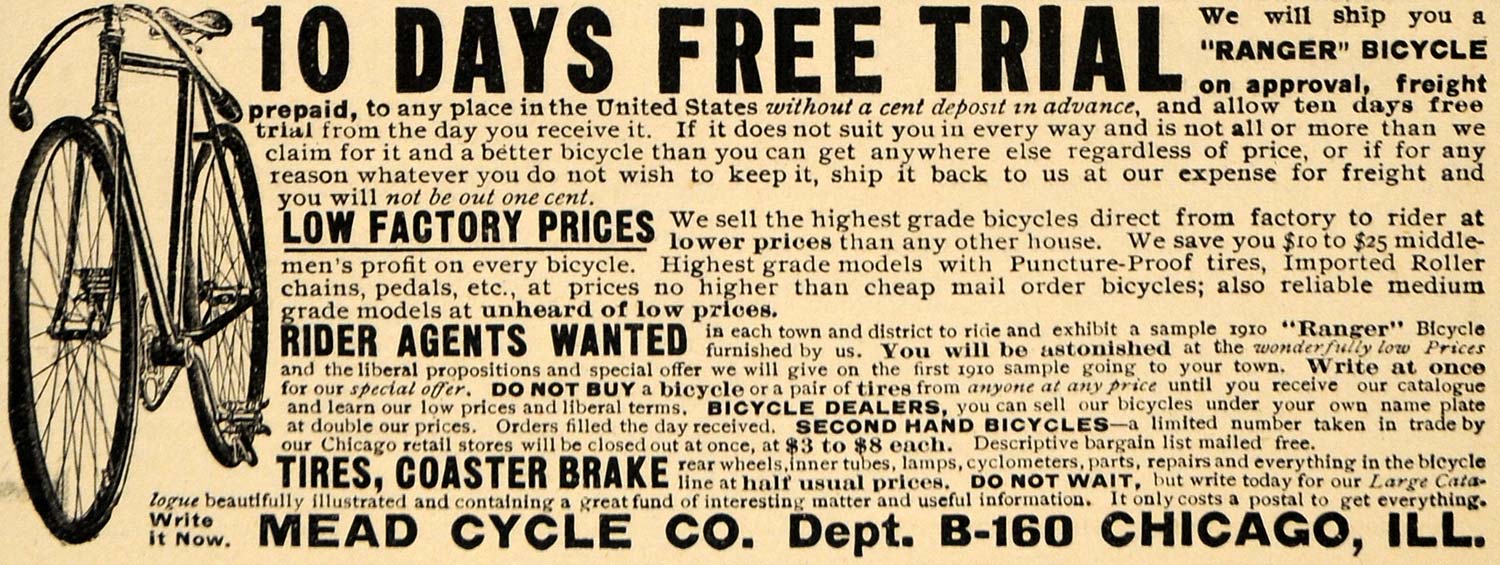 10 DAYS FREE TRIAL We will ship you a
"RANGER" BICYCLE
on approval, freight
prepaid, to any place in the United States without a cent deposit in advance, and allow ten days free
trial from the day you receive it. If it does not suit you in every way and is not all or more than we
claim for it and a better bicycle than you can get anywhere else regardless of price, or if for any
reason whatever you do not wish to keep it, ship it back to us at our expense for freight and
you will not be out one cent.
LOW FACTORY PRICES We sell the highest grade bicycles direct from factory to rider at
lower prices than any other house. We save you $10 to $25 middle-
men's profit on every bicycle. Highest grade models with Puncture-Proof tires, Imported Roller
chains, pedals, etc., at prices no higher than cheap mail order bicycles; also reliable medium
grade models at unheard of low prices.
RIDER AGENTS WANTED in each town and district to ride and exhibit a sample 1910 "Ranger" Bicycle
furnished by us. You will be astonished at the wonderfully low Prices
and the liberal propositions and special offer we will give on the first 1910 sample going to your town. Write at once
for our special offer. DO NOT BUY a bicycle or a pair of tires from anyone at any price until you receive our catalogue
and learn our low prices and liberal terms. BICYCLE DEALERS, you can sell our bicycles under your own name plate
at double our prices. Orders filled the day received. SECOND HAND BICYCLES—a limited number taken in trade by
our Chicago retail stores will be closed out at once, at $3 to $8 each. Descriptive bargain list mailed free.
TIRES, COASTER BRAKE rear wheels, inner tubes, lamps, cyclometers, parts, repairs and everything in the bicycle
line at half usual prices. DO NOT WAIT, but write today for our Large Cata-
logue beautifully illustrated and containing a great fund of interesting matter and useful information. It only costs a postal to get everything.
Write
it Now. MEAD CYCLE CO. Dept. B-160 CHICAGO, ILL.